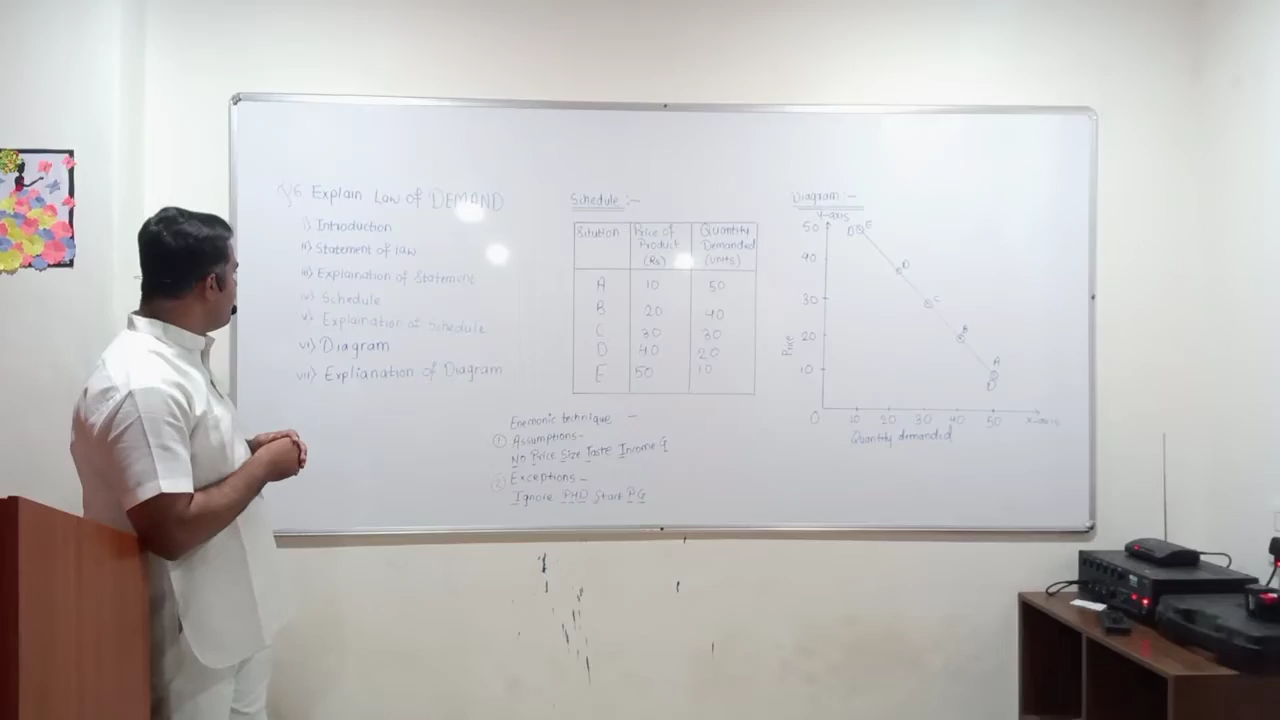 Q6 Explain Law of DEMAND
i) Introduction
ii) Statement of law
iii) Explaination of Statement
iv) Schedule
v) Explaination of Schedule
vi) Diagram
vii) Explianation of Diagram
Schedule :-
Sitution Price of Product (Rs) Quantity Demanded (units)
A 10 50
B 20 40
C 30 30
D 40 20
E 50 10
Enemonic technique -
① Assumptions-
No Price Size Taste Income G
② Exceptions-
Ignore PHD Start PG
Diagram:-
Y-axis
50
40
30
20
10
0
Price
D E
D
C
B
A
D
10 20 30 40 50 x-axis
Quantity demanded